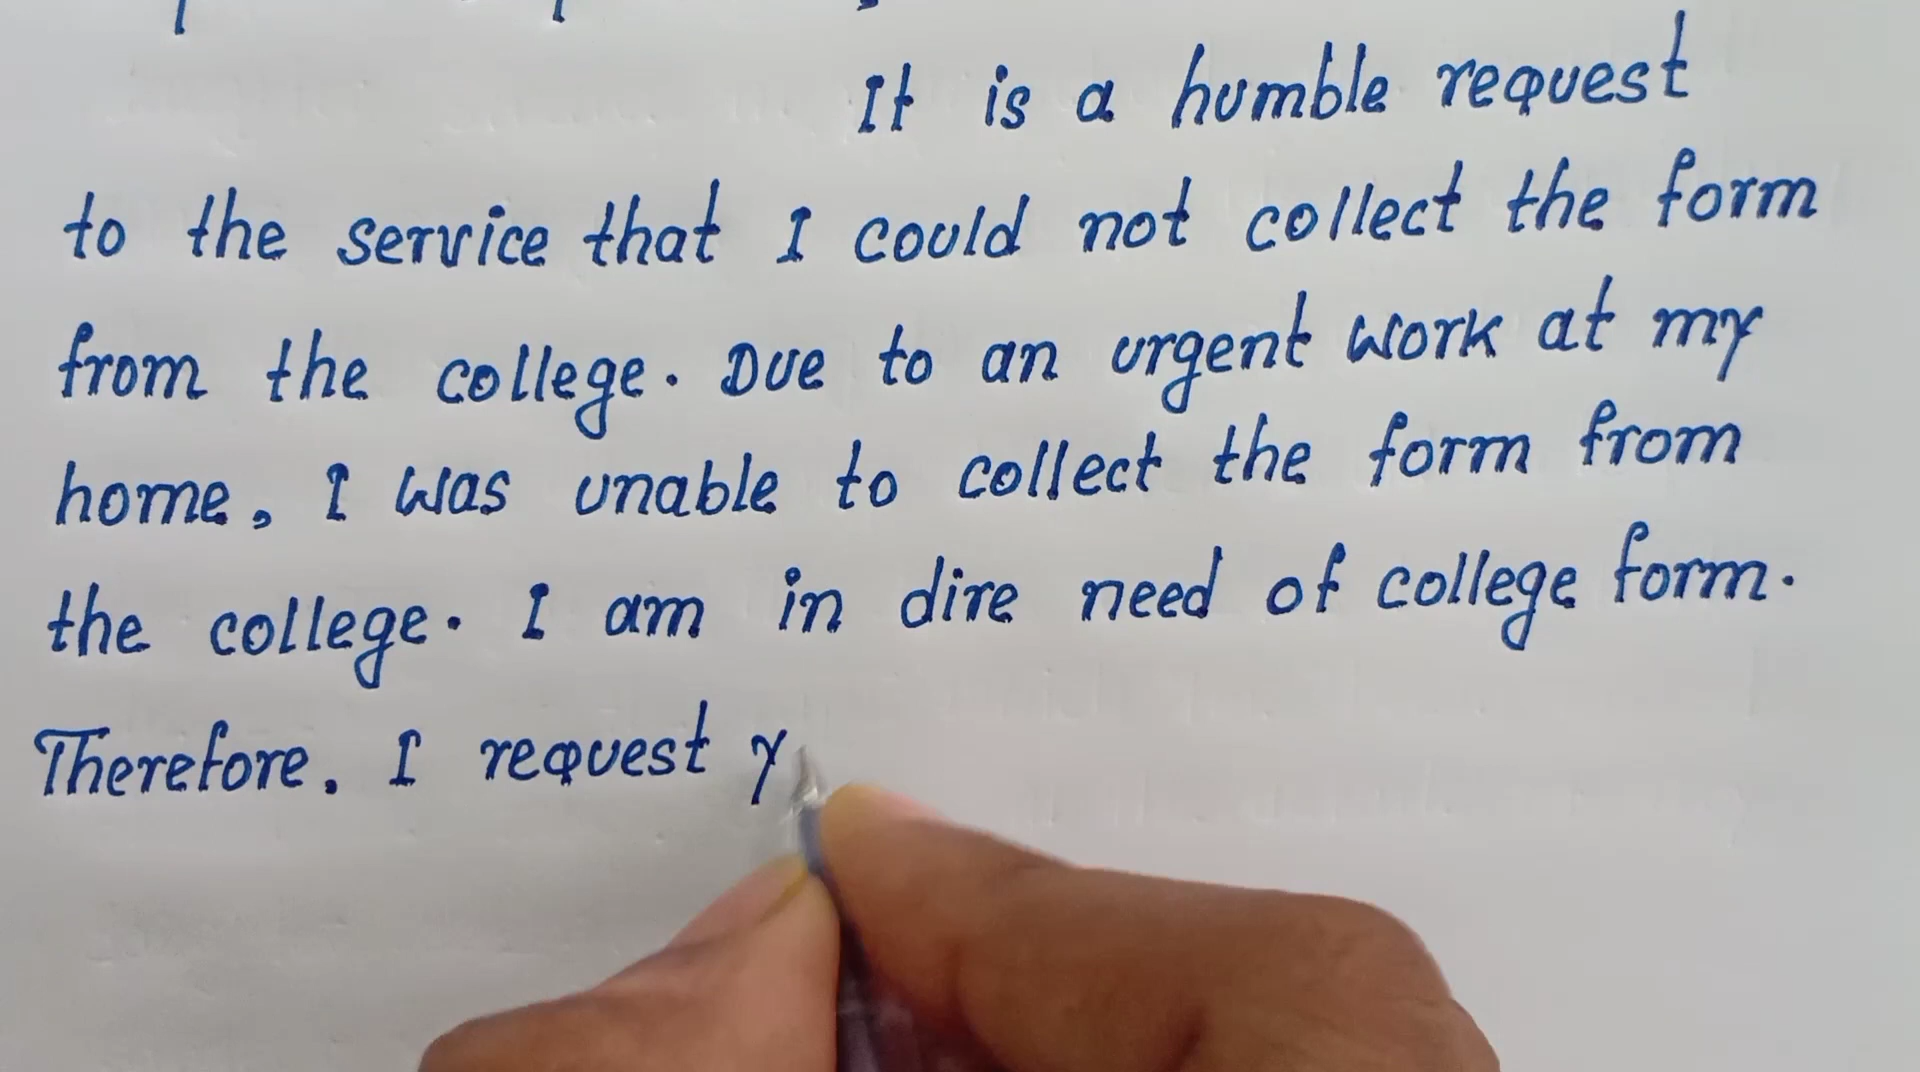 It is a humble request
to the service that I could not collect the form
from the college. Due to an urgent work at my
home, I was unable to collect the form from
the college. I am in dire need of college form.
Therefore, I request y